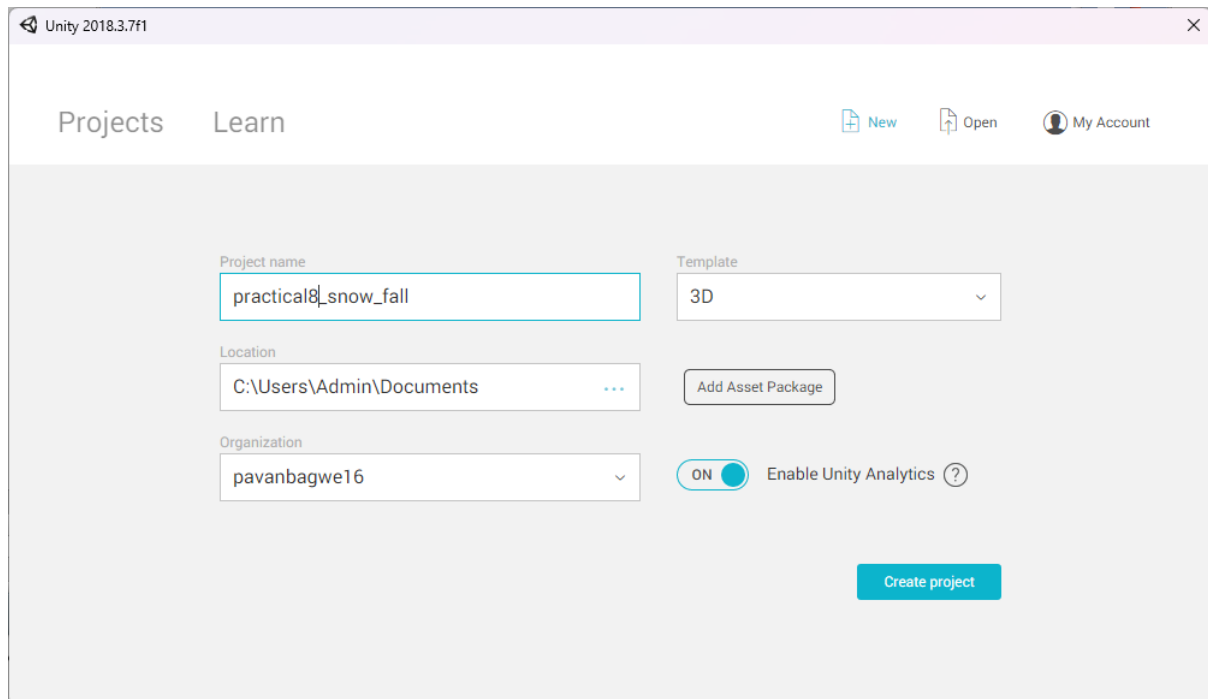 Unity 2018.3.7f1
Projects Learn New Open My Account
Project name Template
practical8_snow_fall 3D
Location
C:\Users\Admin\Documents ... Add Asset Package
Organization
pavanbagwe16 ON Enable Unity Analytics ?
Create project